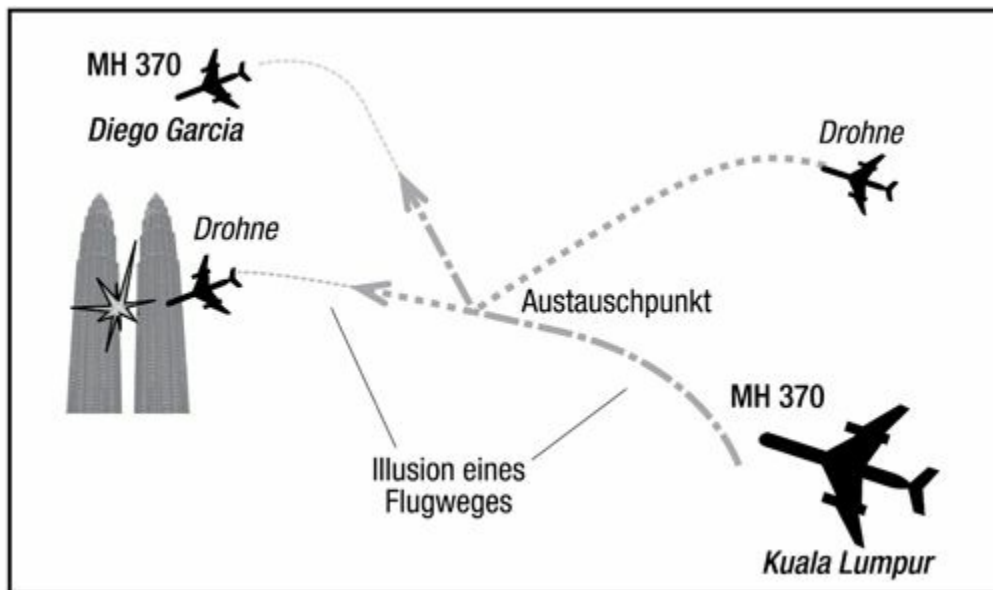 MH 370
Diego Garcia
Drohne
Drohne
Austauschpunkt
MH 370
Illusion eines
Flugweges
Kuala Lumpur